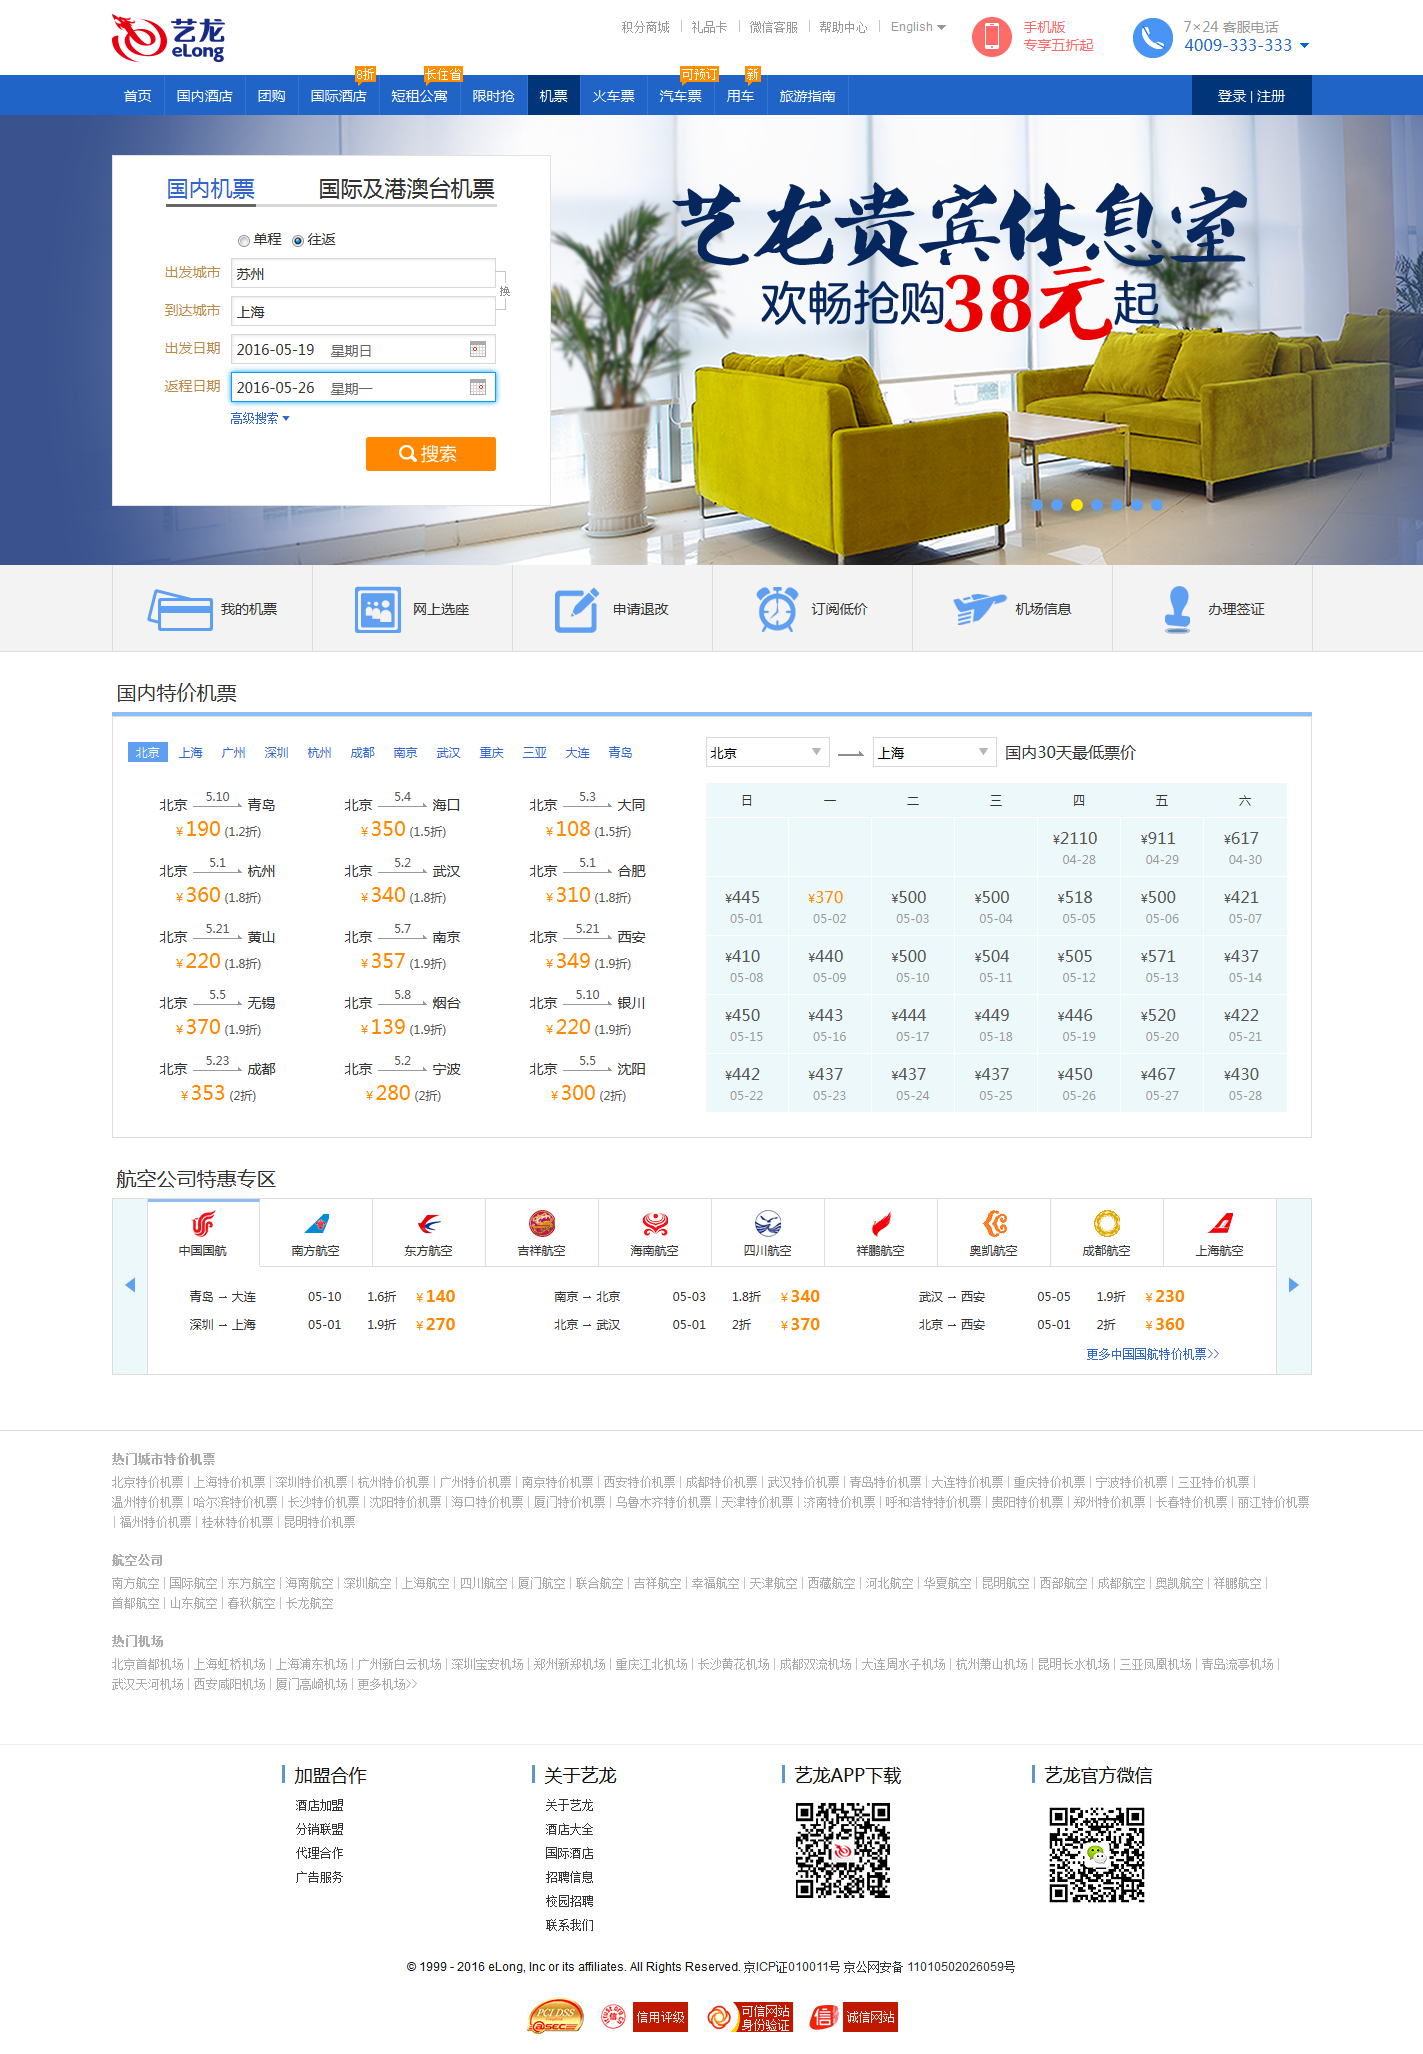 艺龙
eLong
积分商城 礼品卡 微信客服 帮助中心 English
手机版
专享五折起
7×24 客服电话
4009-333-333
8折 长住省 可预订 新
首页 国内酒店 团购 国际酒店 短租公寓 限时抢 机票 火车票 汽车票 用车 旅游指南 登录 | 注册
国内机票 国际及港澳台机票
单程 往返
出发城市 苏州
换
到达城市 上海
出发日期 2016-05-19 星期日
返程日期 2016-05-26 星期一
高级搜索
搜索
艺龙贵宾休息室
欢畅抢购38元起
我的机票 网上选座 申请退改 订阅低价 机场信息 办理签证
国内特价机票
北京 上海 广州 深圳 杭州 成都 南京 武汉 重庆 三亚 大连 青岛
北京 5.10 青岛 北京 5.4 海口 北京 5.3 大同
¥190 (1.2折) ¥350 (1.5折) ¥108 (1.5折)
北京 5.1 杭州 北京 5.2 武汉 北京 5.1 合肥
¥360 (1.8折) ¥340 (1.8折) ¥310 (1.8折)
北京 5.21 黄山 北京 5.7 南京 北京 5.21 西安
¥220 (1.8折) ¥357 (1.9折) ¥349 (1.9折)
北京 5.5 无锡 北京 5.8 烟台 北京 5.10 银川
¥370 (1.9折) ¥139 (1.9折) ¥220 (1.9折)
北京 5.23 成都 北京 5.2 宁波 北京 5.5 沈阳
¥353 (2折) ¥280 (2折) ¥300 (2折)
北京 上海 国内30天最低票价
日 一 二 三 四 五 六
¥2110 ¥911 ¥617
04-28 04-29 04-30
¥445 ¥370 ¥500 ¥500 ¥518 ¥500 ¥421
05-01 05-02 05-03 05-04 05-05 05-06 05-07
¥410 ¥440 ¥500 ¥504 ¥505 ¥571 ¥437
05-08 05-09 05-10 05-11 05-12 05-13 05-14
¥450 ¥443 ¥444 ¥449 ¥446 ¥520 ¥422
05-15 05-16 05-17 05-18 05-19 05-20 05-21
¥442 ¥437 ¥437 ¥437 ¥450 ¥467 ¥430
05-22 05-23 05-24 05-25 05-26 05-27 05-28
航空公司特惠专区
中国国航 南方航空 东方航空 吉祥航空 海南航空 四川航空 祥鹏航空 奥凯航空 成都航空 上海航空
青岛 – 大连 05-10 1.6折 ¥140 南京 – 北京 05-03 1.8折 ¥340 武汉 – 西安 05-05 1.9折 ¥230
深圳 – 上海 05-01 1.9折 ¥270 北京 – 武汉 05-01 2折 ¥370 北京 – 西安 05-01 2折 ¥360
更多中国国航特价机票>>
热门城市特价机票
北京特价机票 | 上海特价机票 | 深圳特价机票 | 杭州特价机票 | 广州特价机票 | 南京特价机票 | 西安特价机票 | 成都特价机票 | 武汉特价机票 | 青岛特价机票 | 大连特价机票 | 重庆特价机票 | 宁波特价机票 | 三亚特价机票 |
温州特价机票 | 哈尔滨特价机票 | 长沙特价机票 | 沈阳特价机票 | 海口特价机票 | 厦门特价机票 | 乌鲁木齐特价机票 | 天津特价机票 | 济南特价机票 | 呼和浩特特价机票 | 贵阳特价机票 | 郑州特价机票 | 长春特价机票 | 丽江特价机票
| 福州特价机票 | 桂林特价机票 | 昆明特价机票
航空公司
南方航空 | 国际航空 | 东方航空 | 海南航空 | 深圳航空 | 上海航空 | 四川航空 | 厦门航空 | 联合航空 | 吉祥航空 | 幸福航空 | 天津航空 | 西藏航空 | 河北航空 | 华夏航空 | 昆明航空 | 西部航空 | 成都航空 | 奥凯航空 | 祥鹏航空 |
首都航空 | 山东航空 | 春秋航空 | 长龙航空
热门机场
北京首都机场 | 上海虹桥机场 | 上海浦东机场 | 广州新白云机场 | 深圳宝安机场 | 郑州新郑机场 | 重庆江北机场 | 长沙黄花机场 | 成都双流机场 | 大连周水子机场 | 杭州萧山机场 | 昆明长水机场 | 三亚凤凰机场 | 青岛流亭机场 |
武汉天河机场 | 西安咸阳机场 | 厦门高崎机场 | 更多机场>>
加盟合作 关于艺龙 艺龙APP下载 艺龙官方微信
酒店加盟 关于艺龙
分销联盟 酒店大全
代理合作 国际酒店
广告服务 招聘信息
校园招聘
联系我们
© 1999 - 2016 eLong, Inc or its affiliates. All Rights Reserved. 京ICP证010011号 京公网安备 11010502026059号
PCI.DSS
@SEC
信用评级
可信网站
身份验证
信
诚信网站